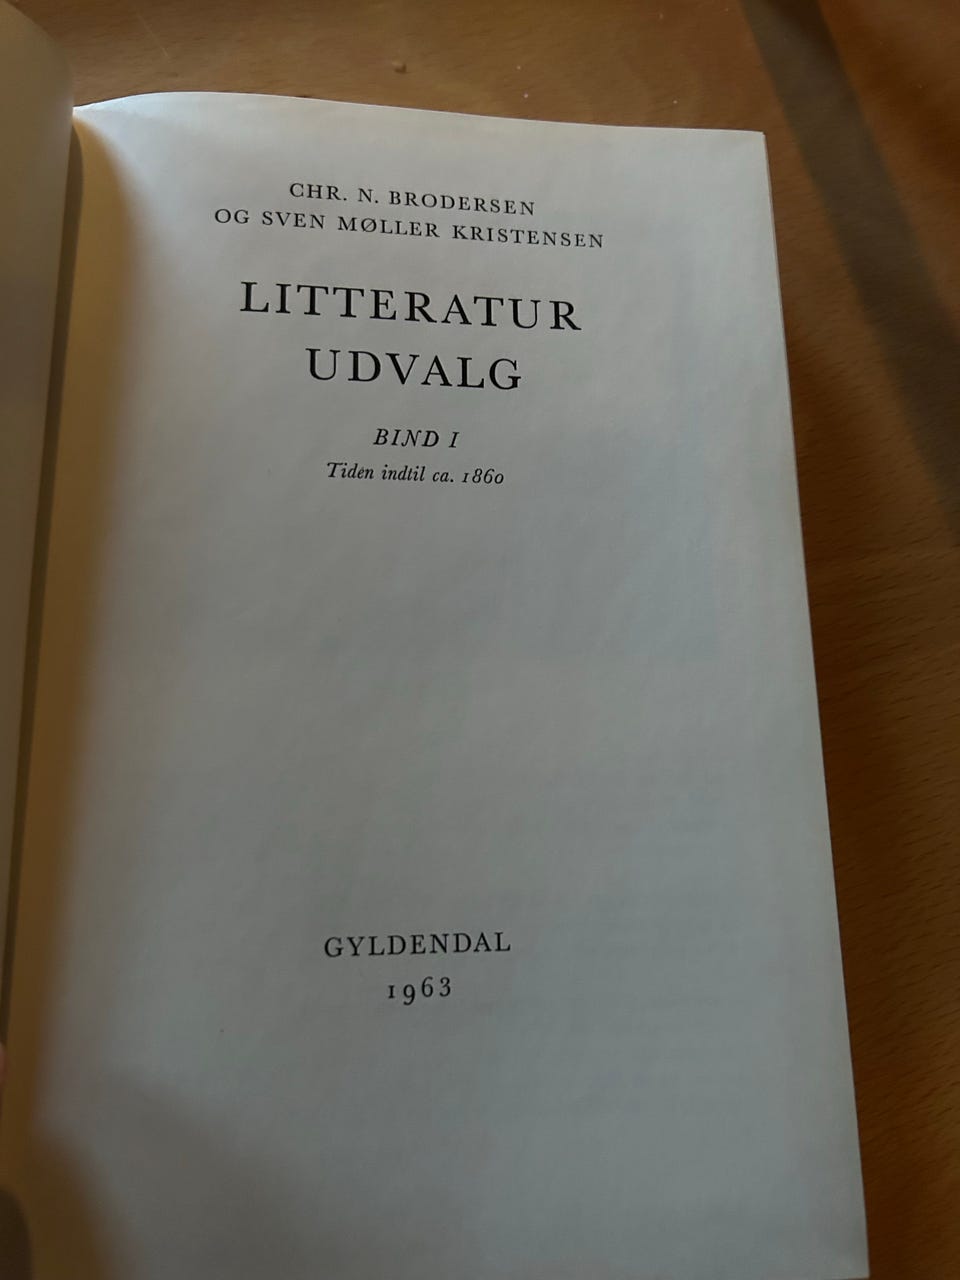 CHR. N. BRODERSEN
OG SVEN MØLLER KRISTENSEN
LITTERATUR
UDVALG
BIND I
Tiden indtil ca. 1860
GYLDENDAL
1963